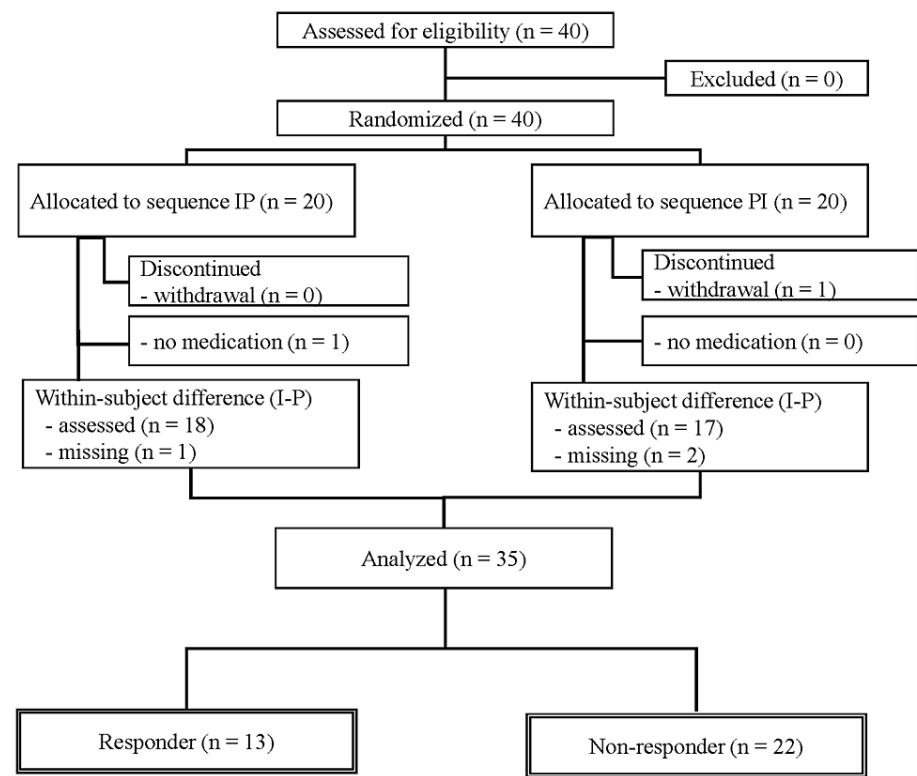 Assessed for eligibility (n = 40)
Excluded (n = 0)
Randomized (n = 40)
Allocated to sequence IP (n = 20)
Allocated to sequence PI (n = 20)
Discontinued
- withdrawal (n = 0)
Discontinued
- withdrawal (n = 1)
- no medication (n = 1)
- no medication (n = 0)
Within-subject difference (I-P)
- assessed (n = 18)
- missing (n = 1)
Within-subject difference (I-P)
- assessed (n = 17)
- missing (n = 2)
Analyzed (n = 35)
Responder (n = 13)
Non-responder (n = 22)